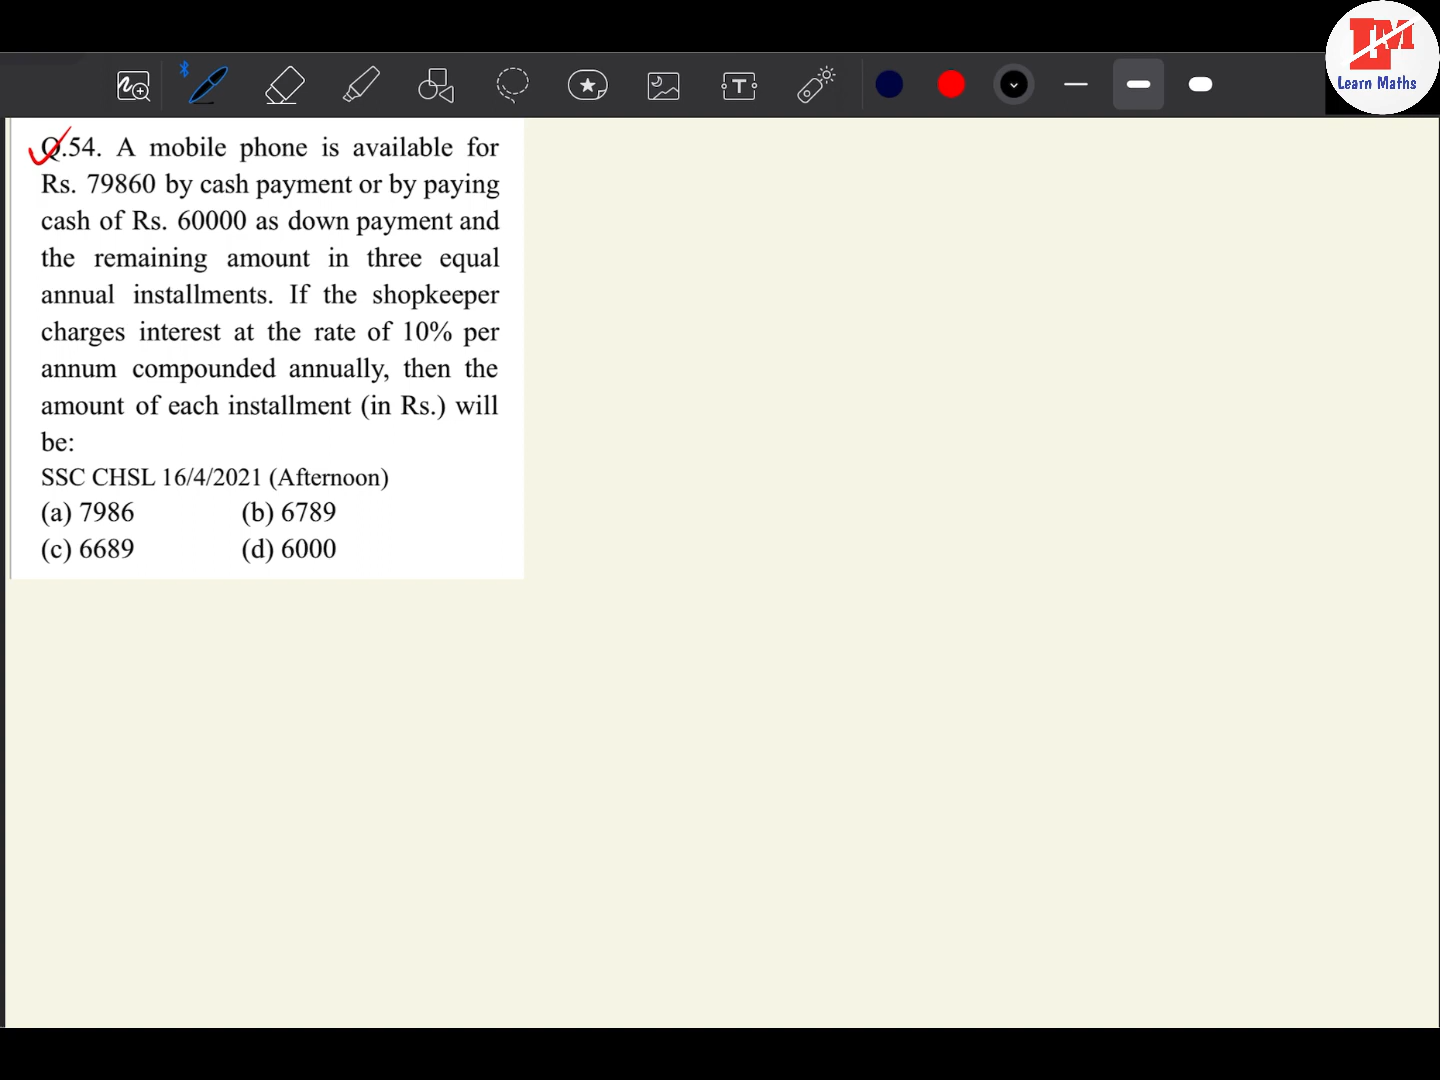 LM
Learn Maths
T
Q.54. A mobile phone is available for
Rs. 79860 by cash payment or by paying
cash of Rs. 60000 as down payment and
the remaining amount in three equal
annual installments. If the shopkeeper
charges interest at the rate of 10% per
annum compounded annually, then the
amount of each installment (in Rs.) will
be:
SSC CHSL 16/4/2021 (Afternoon)
(a) 7986 (b) 6789
(c) 6689 (d) 6000